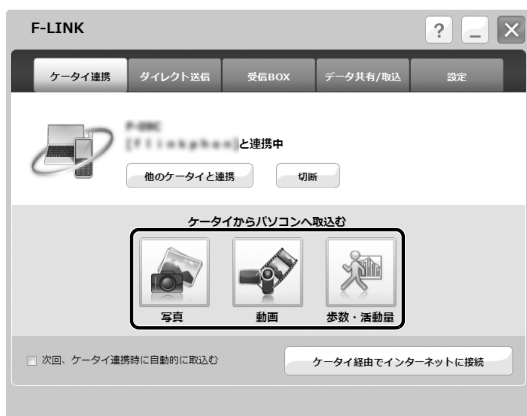 F-LINK
? _ X
ケータイ連携 ダイレクト送信 受信BOX データ共有/取込 設定
と連携中
他のケータイと連携 切断
ケータイからパソコンへ取込む
写真 動画 歩数・活動量
次回、ケータイ連携時に自動的に取込む ケータイ経由でインターネットに接続